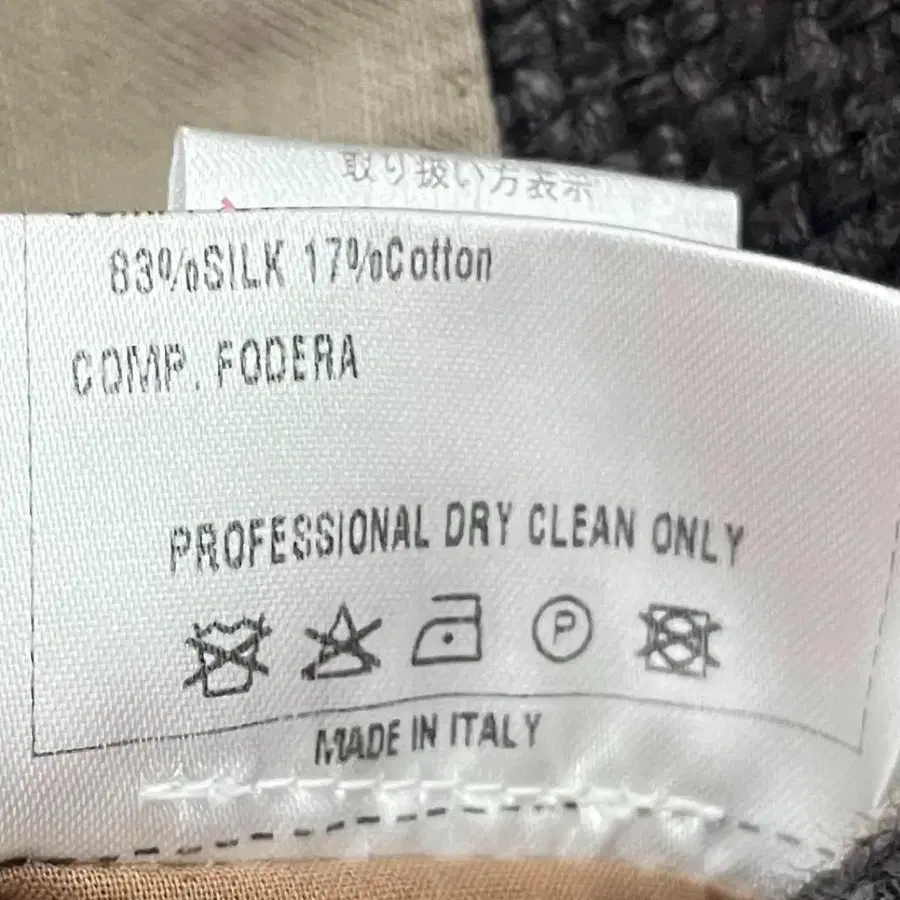 取り扱い方表示
83%SILK 17%Cotton
COMP. FODERA
PROFESSIONAL DRY CLEAN ONLY
P
MADE IN ITALY